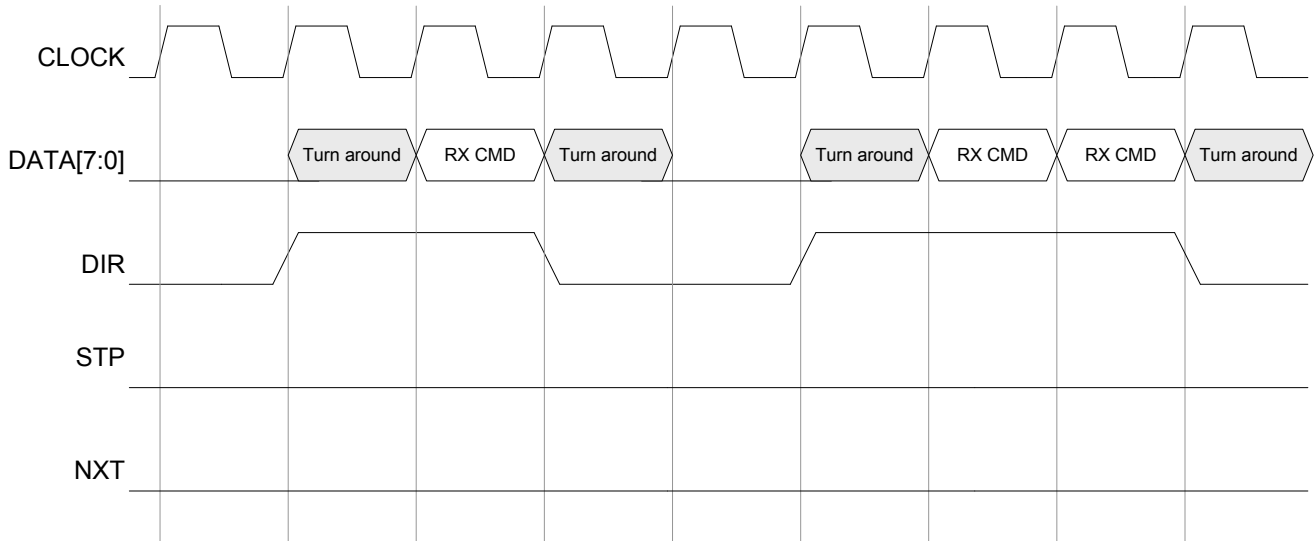 CLOCK
DATA[7:0]
Turn around
RX CMD
Turn around
Turn around
RX CMD
RX CMD
Turn around
DIR
STP
NXT